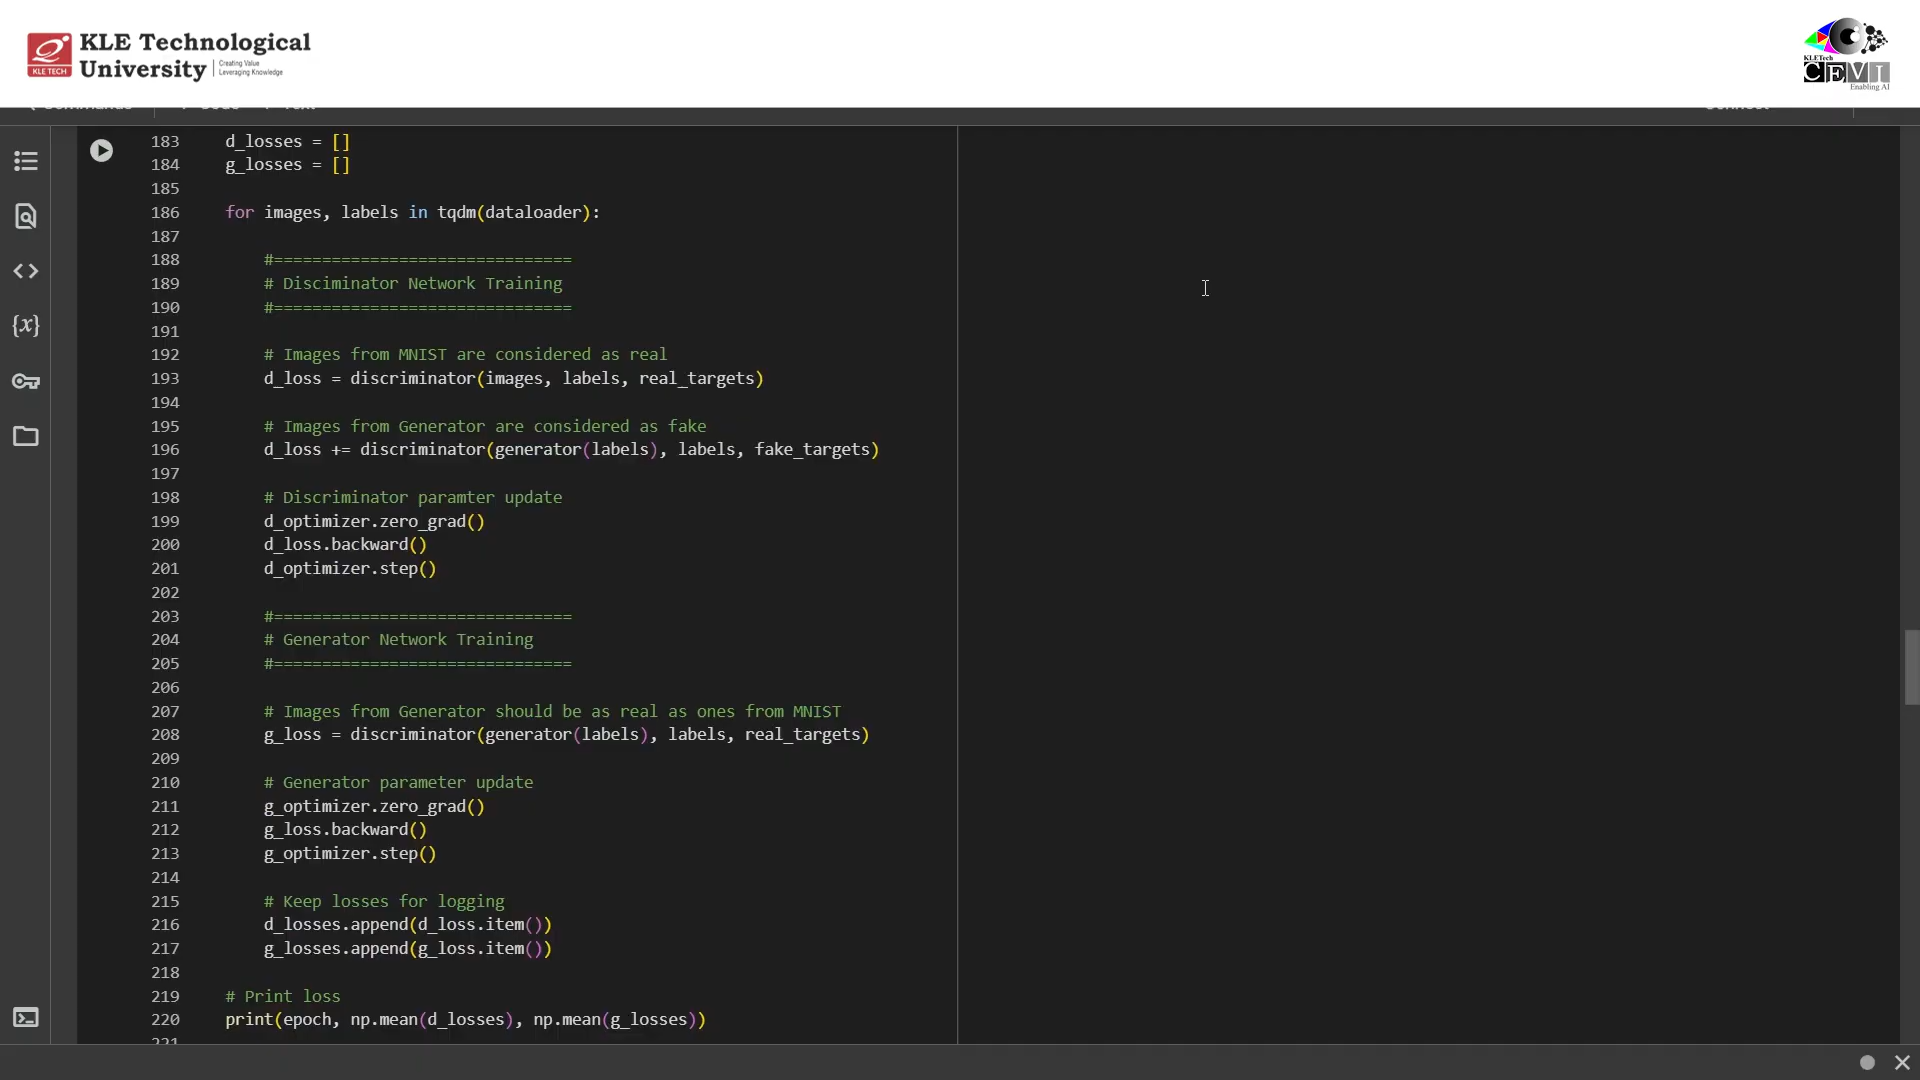 KLE Technological
University
Creating Value
Leveraging Knowledge
KLE TECH
KLETech
CEVI
Enabling AI
183 d_losses = []
184 g_losses = []
185
186 for images, labels in tqdm(dataloader):
187
188 #===============================
189 # Disciminator Network Training
190 #===============================
191
192 # Images from MNIST are considered as real
193 d_loss = discriminator(images, labels, real_targets)
194
195 # Images from Generator are considered as fake
196 d_loss += discriminator(generator(labels), labels, fake_targets)
197
198 # Discriminator paramter update
199 d_optimizer.zero_grad()
200 d_loss.backward()
201 d_optimizer.step()
202
203 #===============================
204 # Generator Network Training
205 #===============================
206
207 # Images from Generator should be as real as ones from MNIST
208 g_loss = discriminator(generator(labels), labels, real_targets)
209
210 # Generator parameter update
211 g_optimizer.zero_grad()
212 g_loss.backward()
213 g_optimizer.step()
214
215 # Keep losses for logging
216 d_losses.append(d_loss.item())
217 g_losses.append(g_loss.item())
218
219 # Print loss
220 print(epoch, np.mean(d_losses), np.mean(g_losses))